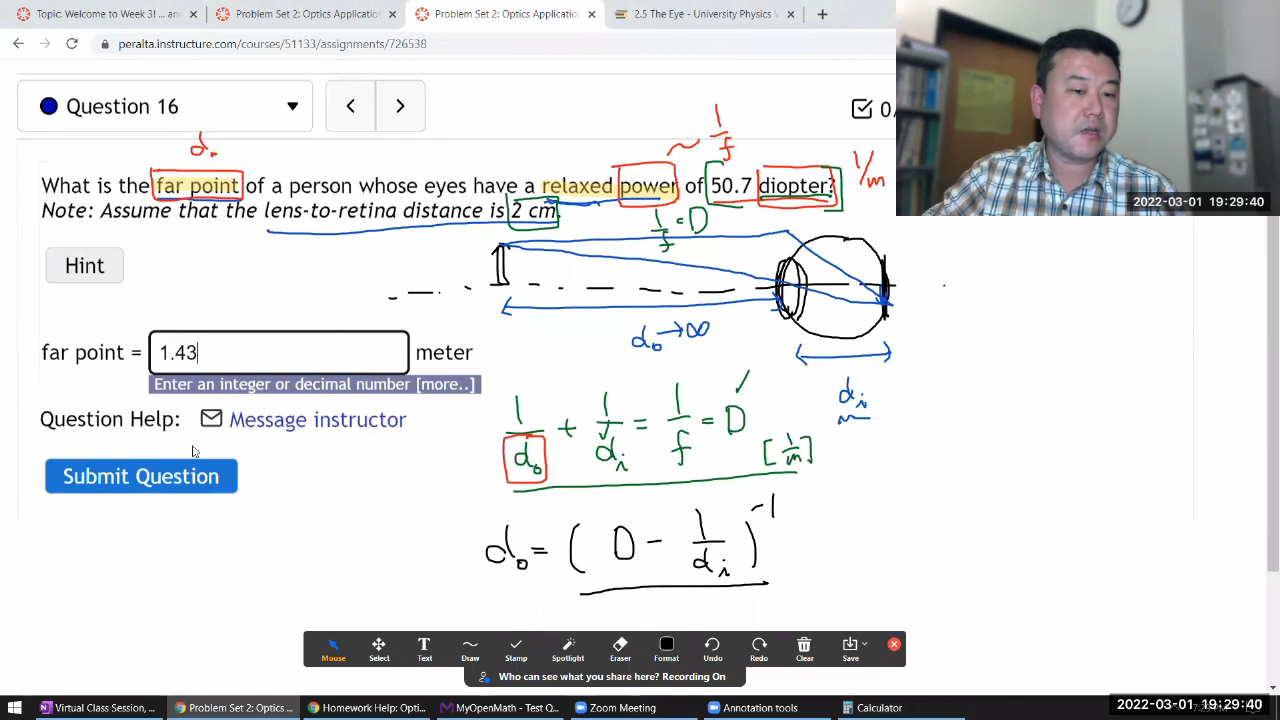 Welcome to Week 3! ... an
Problem Set 2: Optics Application
Problem Set 2: Optics Application
2.5 The Eye - University Physics V
peralta.instructure.com/courses/51133/assignments/726538
Question 16
0/
d₀
~ 1/f
1/m
What is the far point of a person whose eyes have a relaxed power of 50.7 diopter?
Note: Assume that the lens-to-retina distance is 2 cm.
1/f = D
Hint
d₀ → ∞
far point = 1.43 meter
Enter an integer or decimal number [more..]
dᵢ
Question Help: Message instructor
1/d₀ + 1/dᵢ = 1/f = D ✓ [1/m]
Submit Question
d₀ = ( D - 1/dᵢ )⁻¹
Mouse Select Text Draw Stamp Spotlight Eraser Format Undo Redo Clear Save
Who can see what you share here? Recording On
Virtual Class Session, ...
Problem Set 2: Optics ...
Homework Help: Opti...
MyOpenMath - Test Q...
Zoom Meeting
Annotation tools
Calculator
2022-03-01 19:29:40
2022-03-01 19:29:40